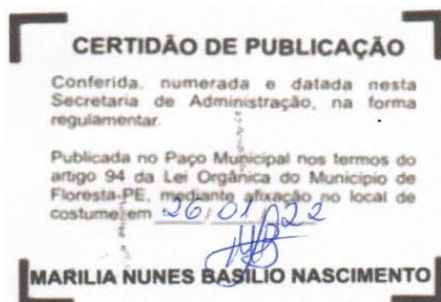 CERTIDÃO DE PUBLICAÇÃO
Conferida, numerada e datada nesta
Secretaria de Administração, na forma
regulamentar.
Publicada no Paço Municipal nos termos do
artigo 94 da Lei Orgânica do Município de
Floresta-PE, mediante afixação no local de
costume, em 26/01/22
MARILIA NUNES BASÍLIO NASCIMENTO